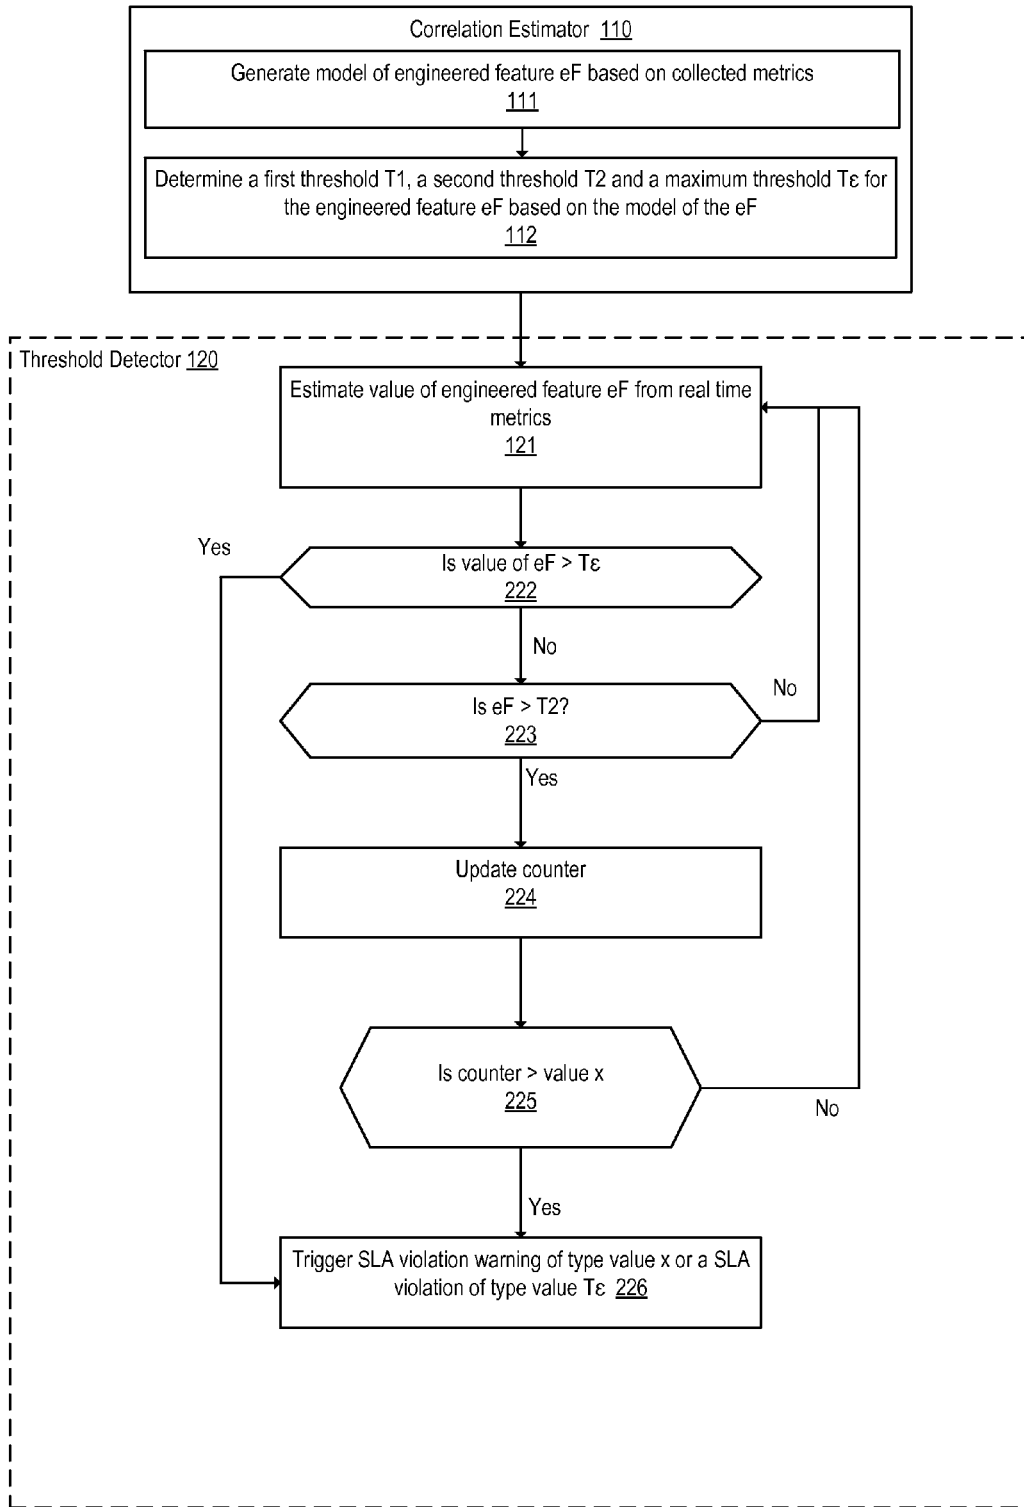 Correlation Estimator 110
Generate model of engineered feature eF based on collected metrics
111
Determine a first threshold T1, a second threshold T2 and a maximum threshold Tε for
the engineered feature eF based on the model of the eF
112
Threshold Detector 120
Estimate value of engineered feature eF from real time
metrics
121
Yes
Is value of eF > Tε
222
No
Is eF > T2?
223
No
Yes
Update counter
224
Is counter > value x
225
No
Yes
Trigger SLA violation warning of type value x or a SLA
violation of type value Tε 226